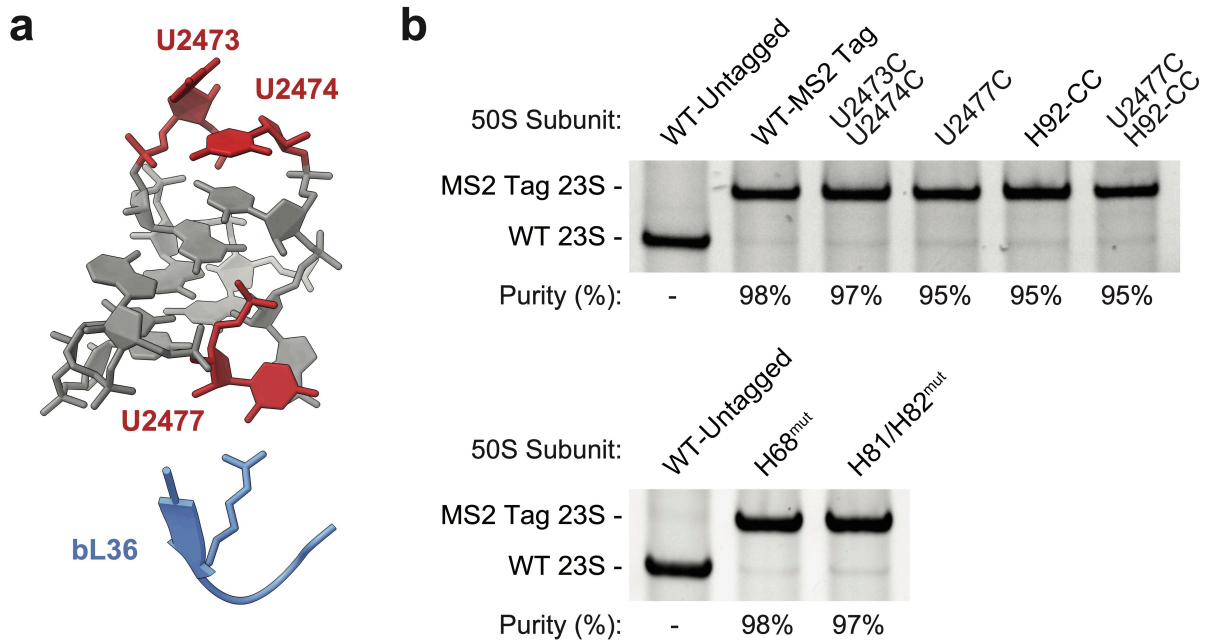 a
U2473
U2474
U2477
bL36
b
50S Subunit:
WT-Untagged
WT-MS2 Tag
U2473C
U2474C
U2477C
H92-CC
U2477C
H92-CC
MS2 Tag 23S -
WT 23S -
Purity (%): - 98% 97% 95% 95% 95%
50S Subunit:
WT-Untagged
H68mut
H81/H82mut
MS2 Tag 23S -
WT 23S -
Purity (%): - 98% 97%